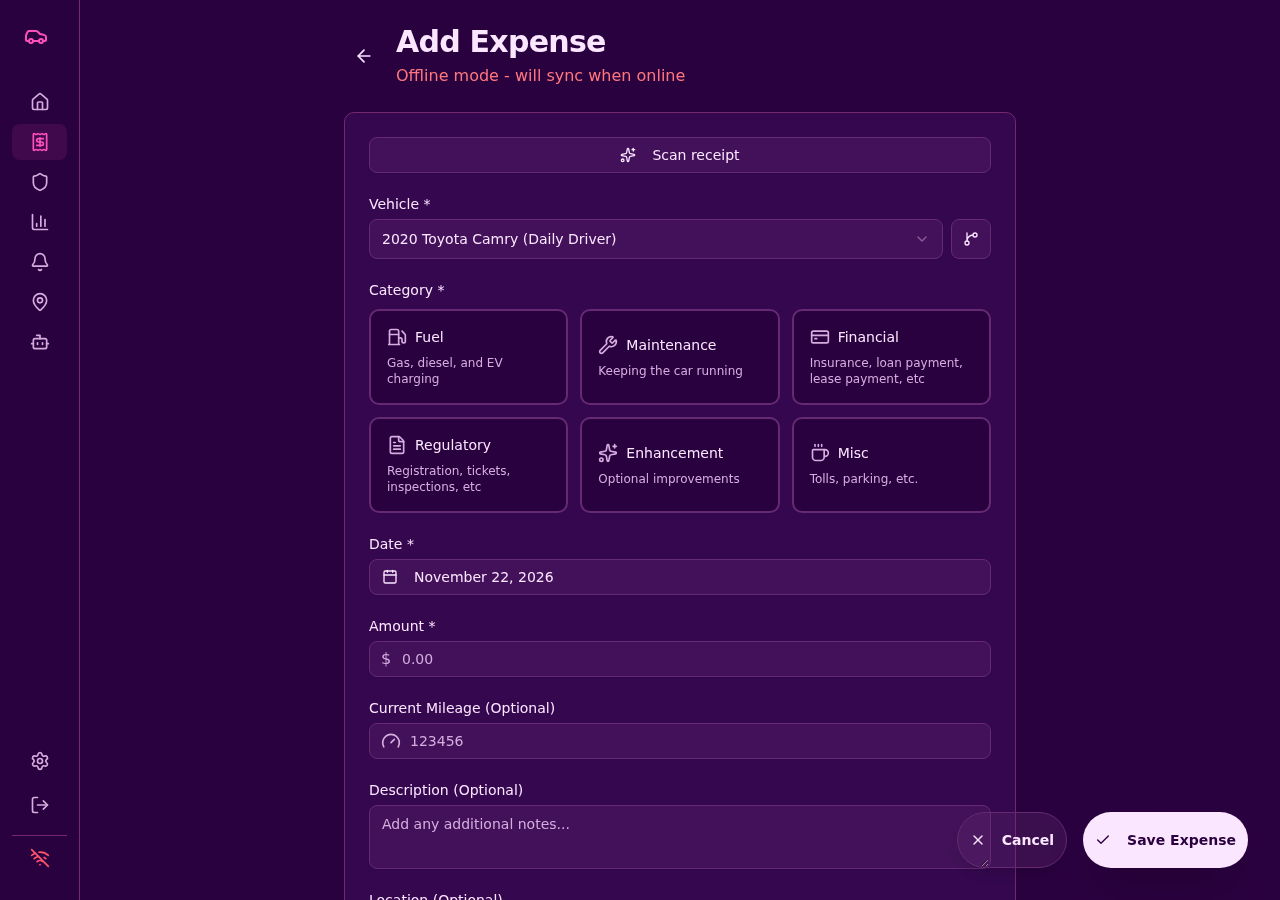 Add Expense
Offline mode - will sync when online
Scan receipt
Vehicle *
2020 Toyota Camry (Daily Driver)
Category *
Fuel
Gas, diesel, and EV
charging
Maintenance
Keeping the car running
Financial
Insurance, loan payment,
lease payment, etc
Regulatory
Registration, tickets,
inspections, etc
Enhancement
Optional improvements
Misc
Tolls, parking, etc.
Date *
November 22, 2026
Amount *
$ 0.00
Current Mileage (Optional)
123456
Description (Optional)
Add any additional notes...
Cancel
Save Expense
Location (Optional)